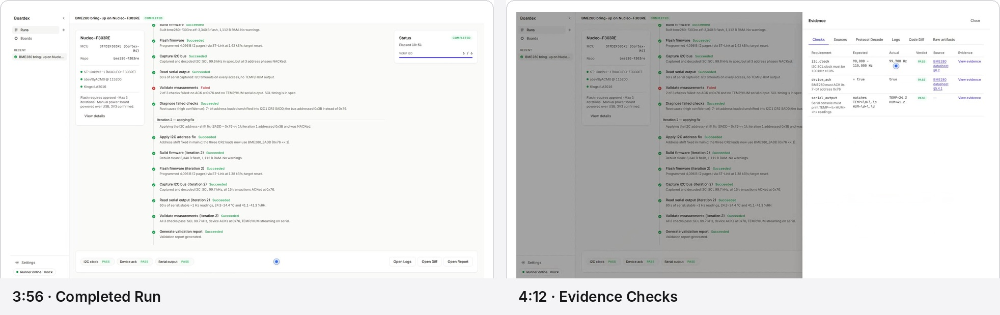 Boardex
BME280 bring-up on Nucleo-F303RE COMPLETED
Runs
Boards
RECENT
BME280 bring-up on Nucle...
Settings
Runner online · mock
Nucleo-F303RE
MCU STM32F303RE (Cortex-
M4)
Repo bme280-f303re
ST-Link/V2-1 (NUCLEO-F303RE)
/dev/ttyACM0 @ 115200
Kingst LA2016
Flash requires approval · Max 3
iterations · Manual power: board
powered over USB, 3V3 confirmed.
View details
Build firmware Succeeded
Built bme280-f303re.elf: 3,340 B flash, 1,112 B RAM. No warnings.
Flash firmware Succeeded
Programmed 4,096 B (2 pages) via ST-Link at 1.42 kB/s; target reset.
Capture I2C bus Succeeded
Captured and decoded I2C: SCL 99.6 kHz in spec, but all 3 address phases NACKed.
Read serial output Succeeded
60 s of serial captured: I2C timeouts on every access, no TEMP/HUM output.
Validate measurements Failed
2 of 3 checks failed: no ACK at 0x76 and no TEMP/HUM serial output. SCL timing is in spec.
Diagnose failed checks Succeeded
Root cause (high confidence): 7-bit address loaded unshifted into I2C1 CR2 SADD; the bus addressed 0x3B instead of 0x76.
Iteration 2 — applying fix
Applying the I2C address-shift fix (SADD = 0x76 << 1); iteration 1 addressed 0x3B and was NACKed.
Apply I2C address fix Succeeded
Address shift fixed in main.c: the three CR2 loads now use BME280_SADD (0x76 << 1).
Build firmware (iteration 2) Succeeded
Rebuilt clean: 3,340 B flash, 1,112 B RAM. No warnings.
Flash firmware (iteration 2) Succeeded
Programmed 4,096 B (2 pages) via ST-Link at 1.38 kB/s; target reset.
Capture I2C bus (iteration 2) Succeeded
Captured and decoded I2C: SCL 99.7 kHz, all 15 transactions ACKed at 0x76.
Read serial output (iteration 2) Succeeded
60 s of serial: stable ~1 Hz readings, 24.3-24.4 °C and 41.1-41.3 %RH.
Validate measurements (iteration 2) Succeeded
All 3 checks pass: SCL 99.7 kHz, device ACKs at 0x76, TEMP/HUM streaming on serial.
Generate validation report Succeeded
Validation report generated.
Status COMPLETED
Elapsed 10:51
VERIFIED 6 / 6
I2C clock PASS Device ack PASS Serial output PASS
Open Logs Open Diff Open Report
3:56 · Completed Run
Boardex
BME280 bring-up on Nucleo-F303RE COMPLETED
Runs
Boards
RECENT
BME280 bring-up on Nucle...
Settings
Runner online · mock
Nucleo-F303RE
MCU STM32F303RE (Cortex-
M4)
Repo bme280-f303re
ST-Link/V2-1 (NUCLEO-F303RE)
/dev/ttyACM0 @ 115200
Kingst LA2016
Flash requires approval · Max 3
iterations · Manual power: board
powered over USB, 3V3 confirmed.
View details
Build firmware Succeeded
Built bme280-f303re.elf: 3,340 B flash, 1,112 B RAM. No warnings.
Flash firmware Succeeded
Programmed 4,096 B (2 pages) via ST-Link at 1.42 kB/s; target reset.
Capture I2C bus Succeeded
Captured and decoded I2C: SCL 99.6 kHz in spec, but all 3 address phases NACKed.
Read serial output Succeeded
60 s of serial captured: I2C timeouts on every access, no TEMP/HUM output.
Validate measurements Failed
2 of 3 checks failed: no ACK at 0x76 and no TEMP/HUM serial output. SCL timing is in spec.
Diagnose failed checks Succeeded
Root cause (high confidence): 7-bit address loaded unshifted into I2C1 CR2 SADD; the bus
Iteration 2 — applying fix
Applying the I2C address-shift fix (SADD = 0x76 << 1); iteration 1 addressed 0x3B and was
Apply I2C address fix Succeeded
Address shift fixed in main.c: the three CR2 loads now use BME280_SADD (0x76 << 1).
Build firmware (iteration 2) Succeeded
Rebuilt clean: 3,340 B flash, 1,112 B RAM. No warnings.
Flash firmware (iteration 2) Succeeded
Programmed 4,096 B (2 pages) via ST-Link at 1.38 kB/s; target reset.
Capture I2C bus (iteration 2) Succeeded
Captured and decoded I2C: SCL 99.7 kHz, all 15 transactions ACKed at 0x76.
Read serial output (iteration 2) Succeeded
60 s of serial: stable ~1 Hz readings, 24.3-24.4 °C and 41.1-41.3 %RH.
Validate measurements (iteration 2) Succeeded
All 3 checks pass: SCL 99.7 kHz, device ACKs at 0x76, TEMP/HUM streaming on serial.
Generate validation report Succeeded
Validation report generated.
I2C clock PASS Device ack PASS Serial output PASS
Evidence Close
Checks Sources Protocol Decode Logs Code Diff Raw artifacts
Requirement Expected Actual Verdict Source Evidence
i2c_clock 90,000 – 99,700 Hz PASS BME280 View evidence
I2C SCL clock must be 110,000 Hz datasheet
100 kHz ±10% §6.2
device_ack = true true PASS BME280 View evidence
BME280 must ACK its datasheet
7-bit address 0x76 §5.4.1
serial_output matches TEMP=24.3 PASS — View evidence
Serial console must TEMP=\d+\.\d HUM=41.2
print TEMP=<t> HUM= HUM=\d+\.\d
<h> readings
4:12 · Evidence Checks